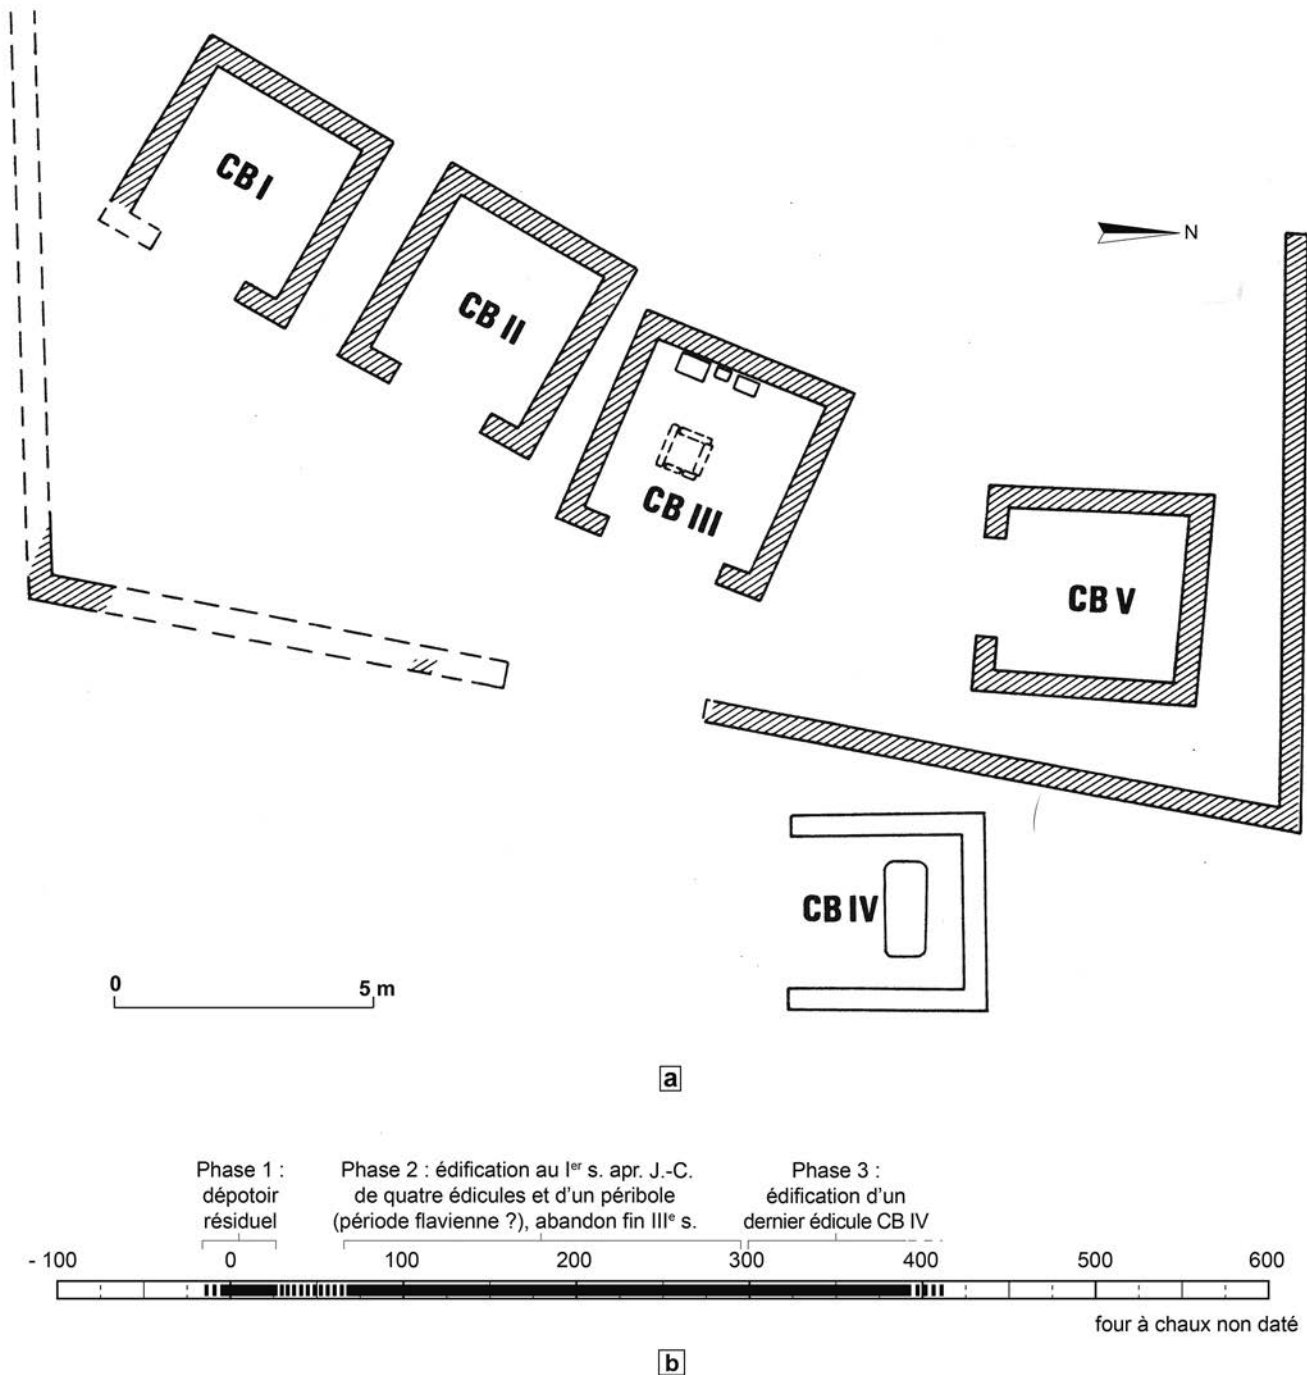 CB I
CB II
N
CB III
CB V
CB IV
0 5 m
a
Phase 1 :
dépotoir
résiduel
Phase 2 : édification au Ier s. apr. J.-C.
de quatre édicules et d'un péribole
(période flavienne ?), abandon fin IIIe s.
Phase 3 :
édification d'un
dernier édicule CB IV
- 100 0 100 200 300 400 500 600
four à chaux non daté
b